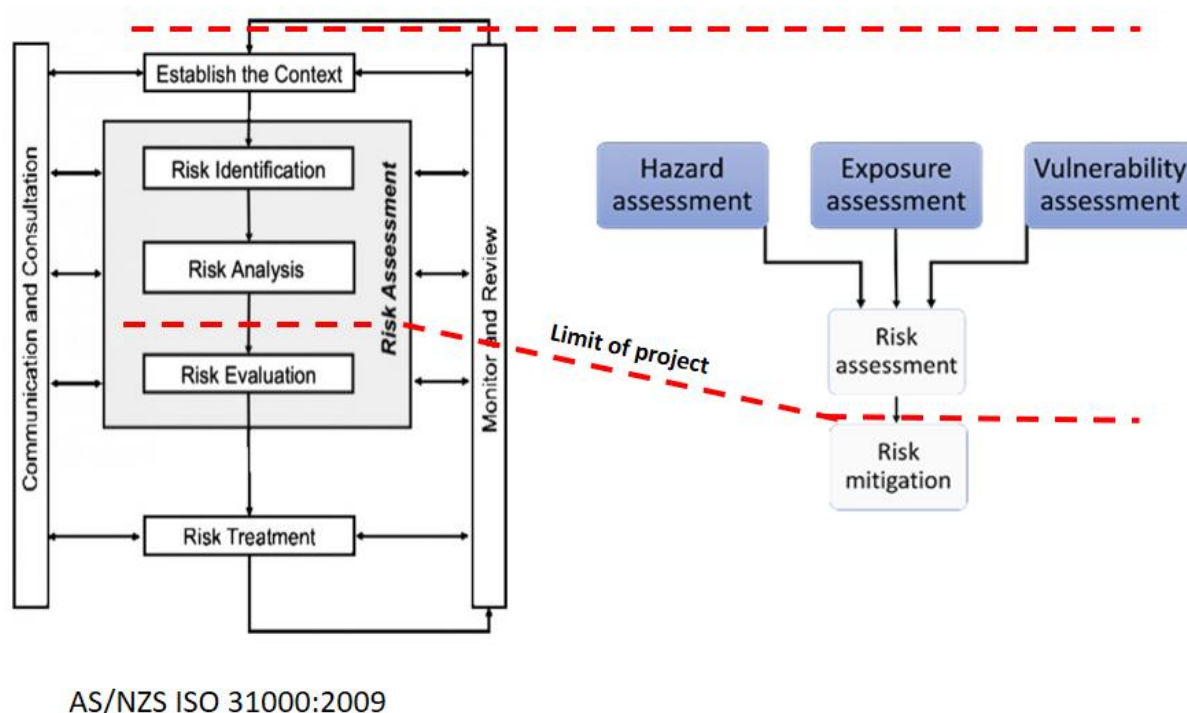 Establish the Context
Communication and Consultation
Risk Identification
Risk Analysis
Risk Evaluation
Risk Assessment
Monitor and Review
Risk Treatment
Limit of project
Hazard
assessment
Exposure
assessment
Vulnerability
assessment
Risk
assessment
Risk
mitigation
AS/NZS ISO 31000:2009